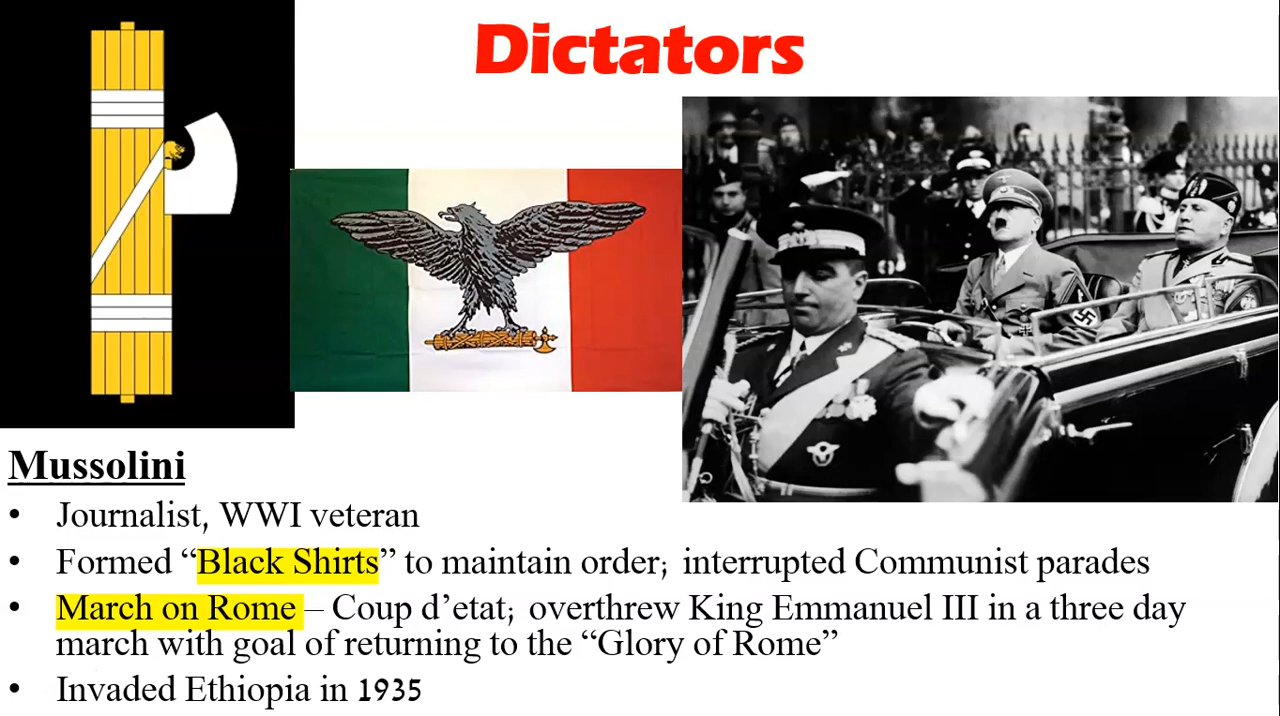 Dictators
Mussolini
• Journalist, WWI veteran
• Formed “Black Shirts” to maintain order; interrupted Communist parades
• March on Rome – Coup d’etat; overthrew King Emmanuel III in a three day
march with goal of returning to the “Glory of Rome”
• Invaded Ethiopia in 1935